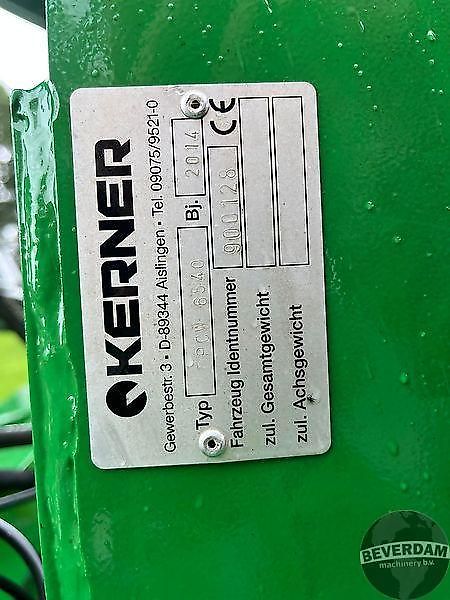 KERNER
Gewerbestr. 3 • D-89344 Aislingen • Tel. 09075/9521-0
Typ 6540 Bj. 2014
Fahrzeug Identnummer 900128 CE
zul. Gesamtgewicht
zul. Achsgewicht
BEVERDAM
machinery b.v.